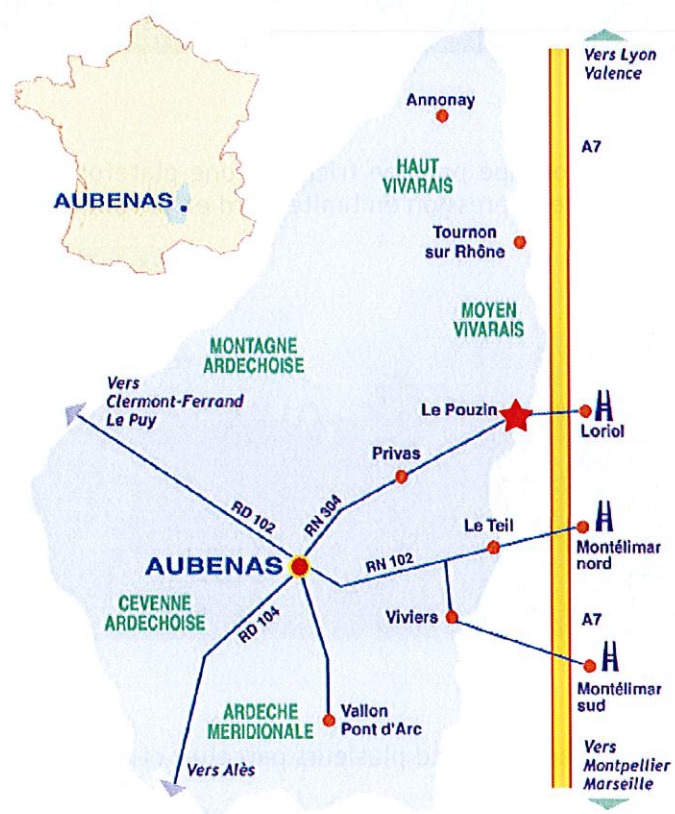 Vers Lyon
Valence
A7
Annonay
HAUT
VIVARAIS
AUBENAS
Tournon
sur Rhône
MOYEN
VIVARAIS
MONTAGNE
ARDECHOISE
Vers
Clermont-Ferrand
Le Puy
Le Pouzin
Loriol
Privas
RD 102
RN 304
Le Teil
AUBENAS
RN 102
Montélimar
nord
CEVENNE
ARDECHOISE
RD 104
Viviers
A7
Montélimar
sud
ARDECHE
MERIDIONALE
Vallon
Pont d'Arc
Vers Alès
Vers
Montpellier
Marseille